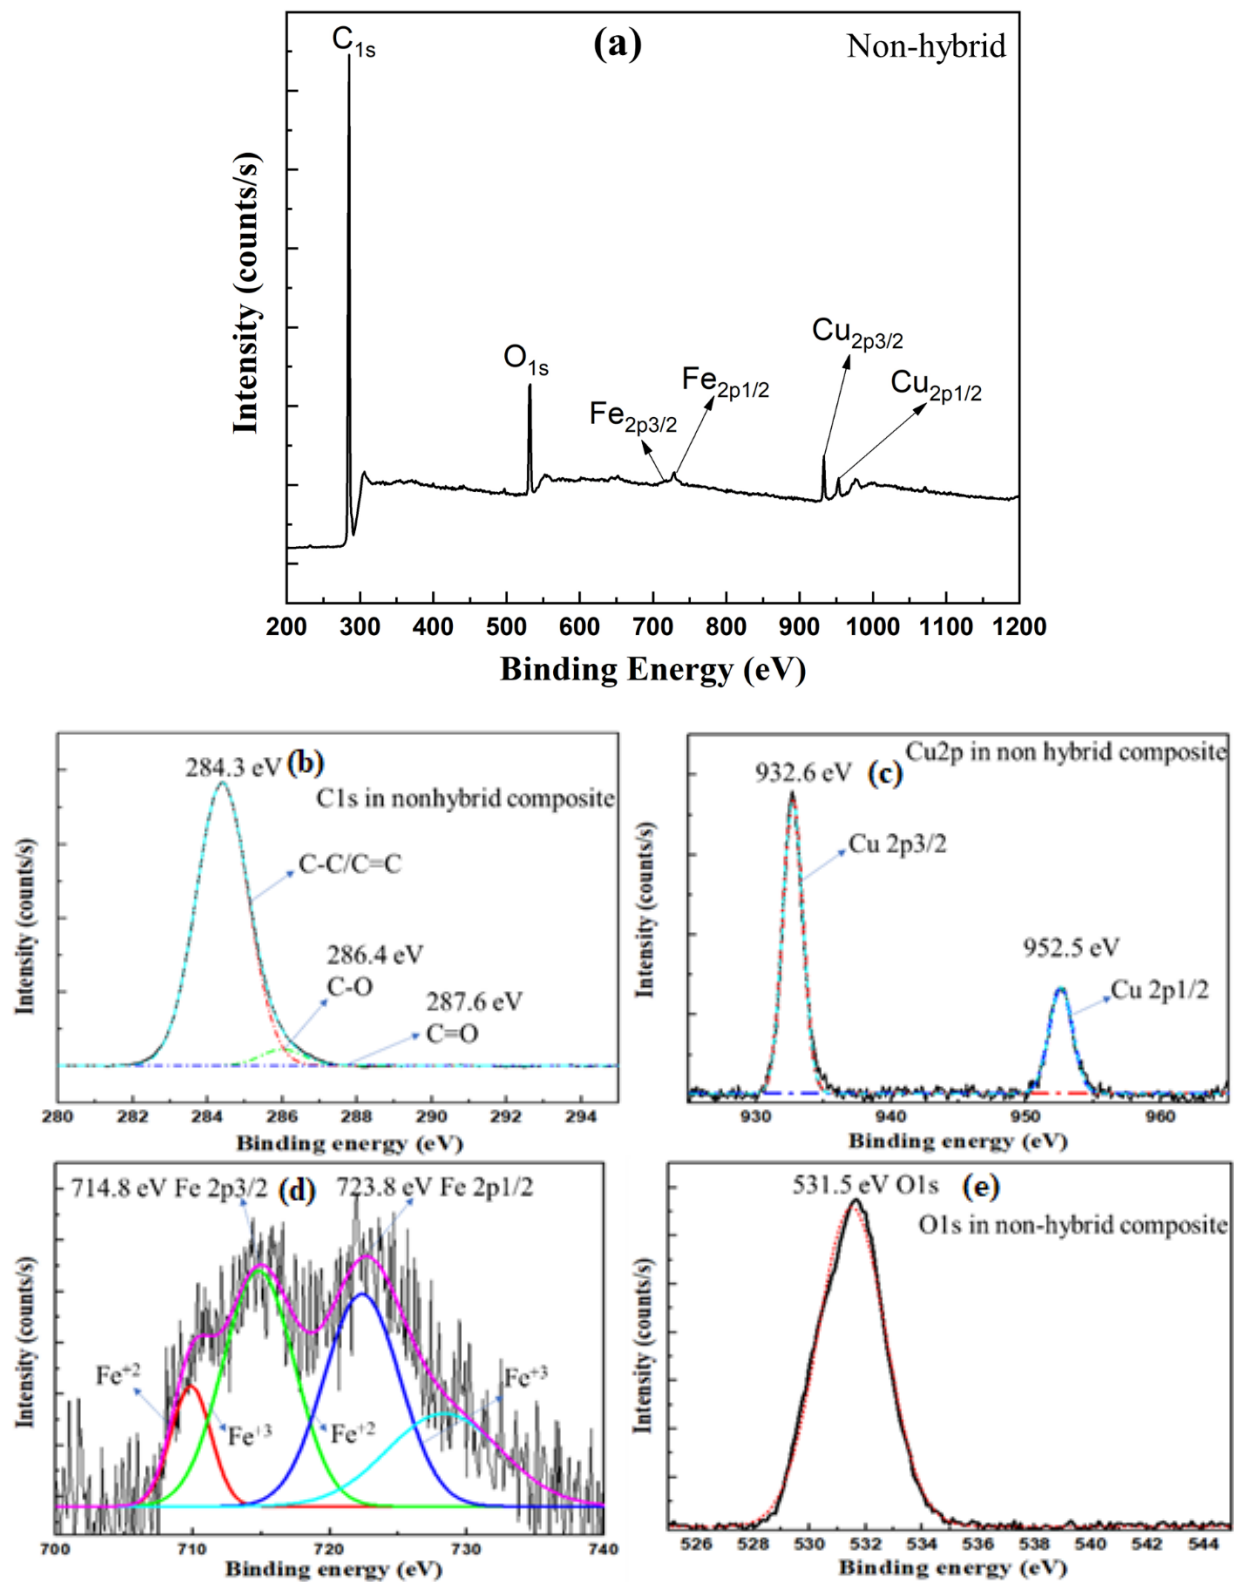 (a)
Non-hybrid
C1s
O1s
Fe2p3/2
Fe2p1/2
Cu2p3/2
Cu2p1/2
Intensity (counts/s)
200 300 400 500 600 700 800 900 1000 1100 1200
Binding Energy (eV)
284.3 eV (b)
C1s in nonhybrid composite
C-C/C=C
286.4 eV
C-O
287.6 eV
C=O
Intensity (counts/s)
280 282 284 286 288 290 292 294
Binding energy (eV)
Cu2p in non hybrid composite
932.6 eV (c)
Cu 2p3/2
952.5 eV
Cu 2p1/2
Intensity (counts/s)
930 940 950 960
Binding energy (eV)
714.8 eV Fe 2p3/2 (d) 723.8 eV Fe 2p1/2
Fe+2
Fe+3
Fe+2
Fe+3
Intensity (counts/s)
700 710 720 730 740
Binding energy (eV)
531.5 eV O1s (e)
O1s in non-hybrid composite
Intensity (counts/s)
526 528 530 532 534 536 538 540 542 544
Binding energy (eV)